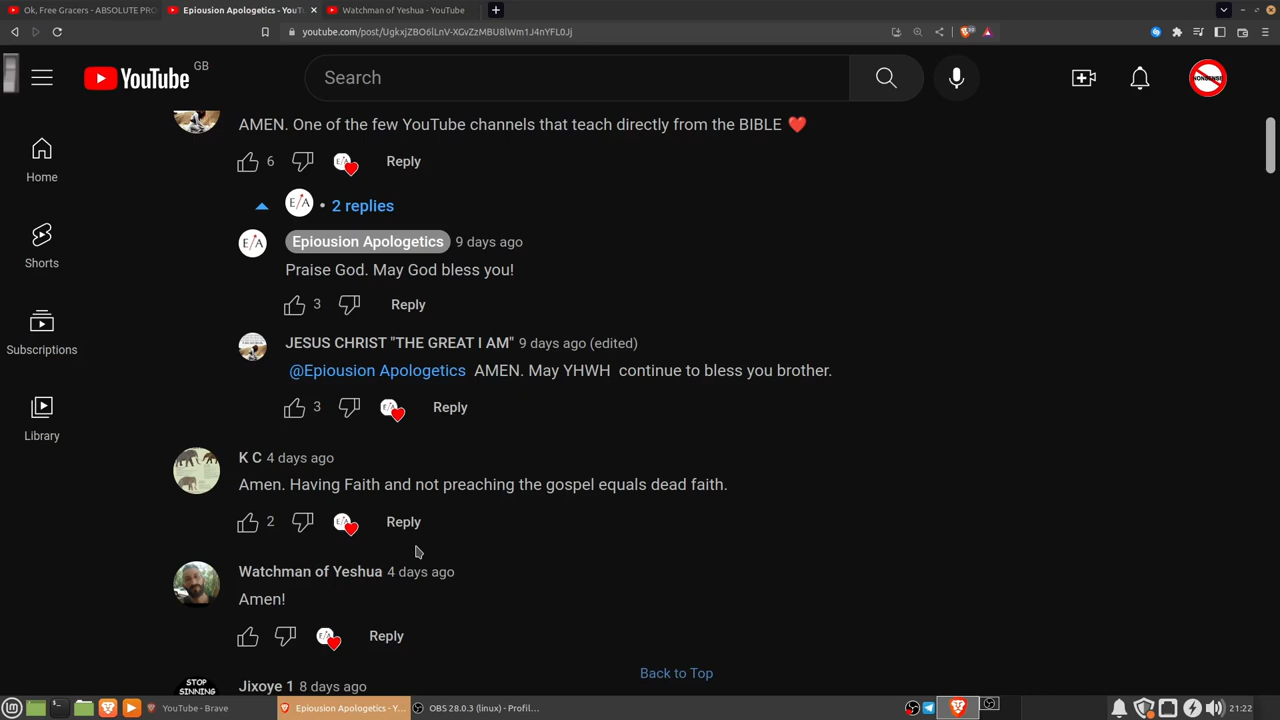 Ok, Free Gracers - ABSOLUTE PRO
Epiousion Apologetics - YouT
Watchman of Yeshua - YouTube
youtube.com/post/UgkxjZBO6lLnV-XGvZzMBU8lWm1J4nYFL0Jj
YouTube GB
Search
NONSENSE
Home
Shorts
Subscriptions
Library
AMEN. One of the few YouTube channels that teach directly from the BIBLE ❤️
6 Reply
E/A • 2 replies
E/A Epiousion Apologetics 9 days ago
Praise God. May God bless you!
3 Reply
JESUS CHRIST "THE GREAT I AM" 9 days ago (edited)
@Epiousion Apologetics AMEN. May YHWH continue to bless you brother.
3 Reply
K C 4 days ago
Amen. Having Faith and not preaching the gospel equals dead faith.
2 Reply
Watchman of Yeshua 4 days ago
Amen!
Reply
Back to Top
STOP
SINNING
Jixoye 1 8 days ago
YouTube - Brave
Epiousion Apologetics - Y...
OBS 28.0.3 (linux) - Profil...
21:22